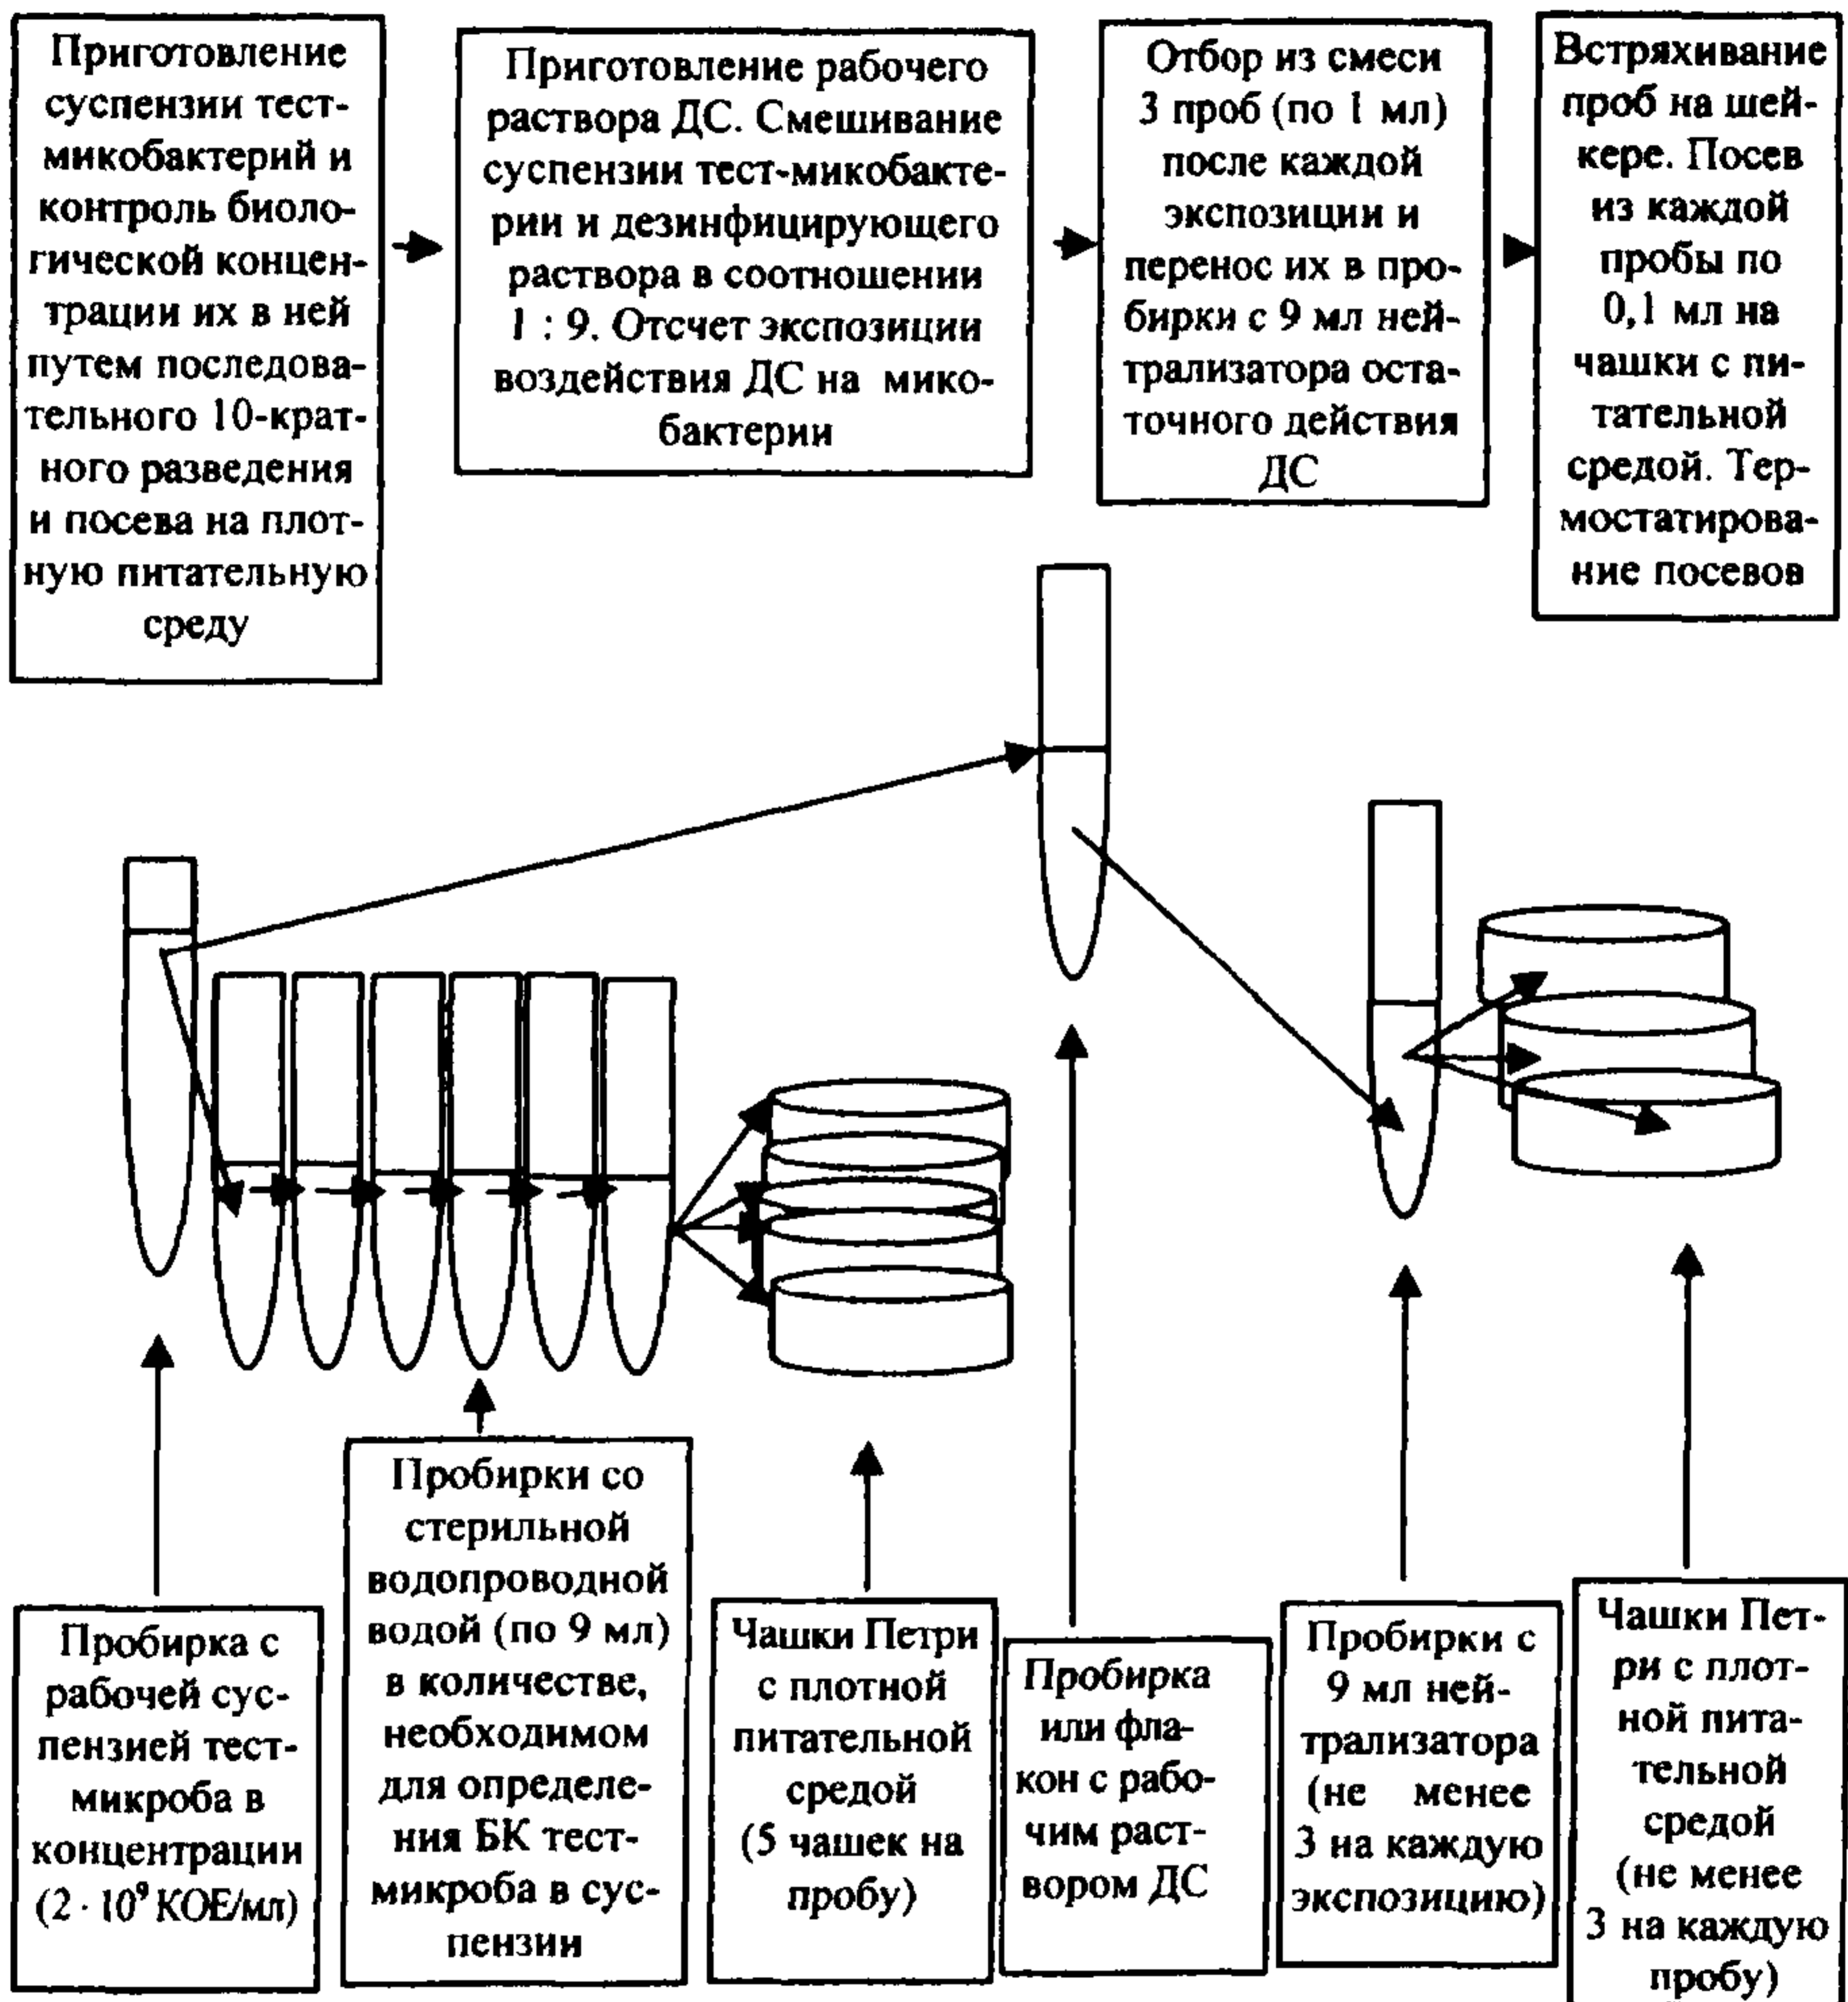 Приготовление
суспензии тест-
микобактерий и
контроль биоло-
гической концен-
трации их в ней
путем последова-
тельного 10-крат-
ного разведения
и посева на плот-
ную питательную
среду
Приготовление рабочего
раствора ДС. Смешивание
суспензии тест-микобакте-
рии и дезинфицирующего
раствора в соотношении
1 : 9. Отсчет экспозиции
воздействия ДС на мико-
бактерии
Отбор из смеси
3 проб (по 1 мл)
после каждой
экспозиции и
перенос их в про-
бирки с 9 мл ней-
трализатора оста-
точного действия
ДС
Встряхивание
проб на шей-
кере. Посев
из каждой
пробы по
0,1 мл на
чашки с пи-
тательной
средой. Тер-
мостатирова-
ние посевов
Пробирка с
рабочей сус-
пензией тест-
микроба в
концентрации
(2 · 10⁹ КОЕ/мл)
Пробирки со
стерильной
водопроводной
водой (по 9 мл)
в количестве,
необходимом
для определе-
ния БК тест-
микроба в сус-
пензии
Чашки Петри
с плотной
питательной
средой
(5 чашек на
пробу)
Пробирка
или фла-
кон с рабо-
чим раст-
вором ДС
Пробирки с
9 мл ней-
трализатора
(не менее
3 на каждую
экспозицию)
Чашки Пет-
ри с плот-
ной пита-
тельной
средой
(не менее
3 на каждую
пробу)